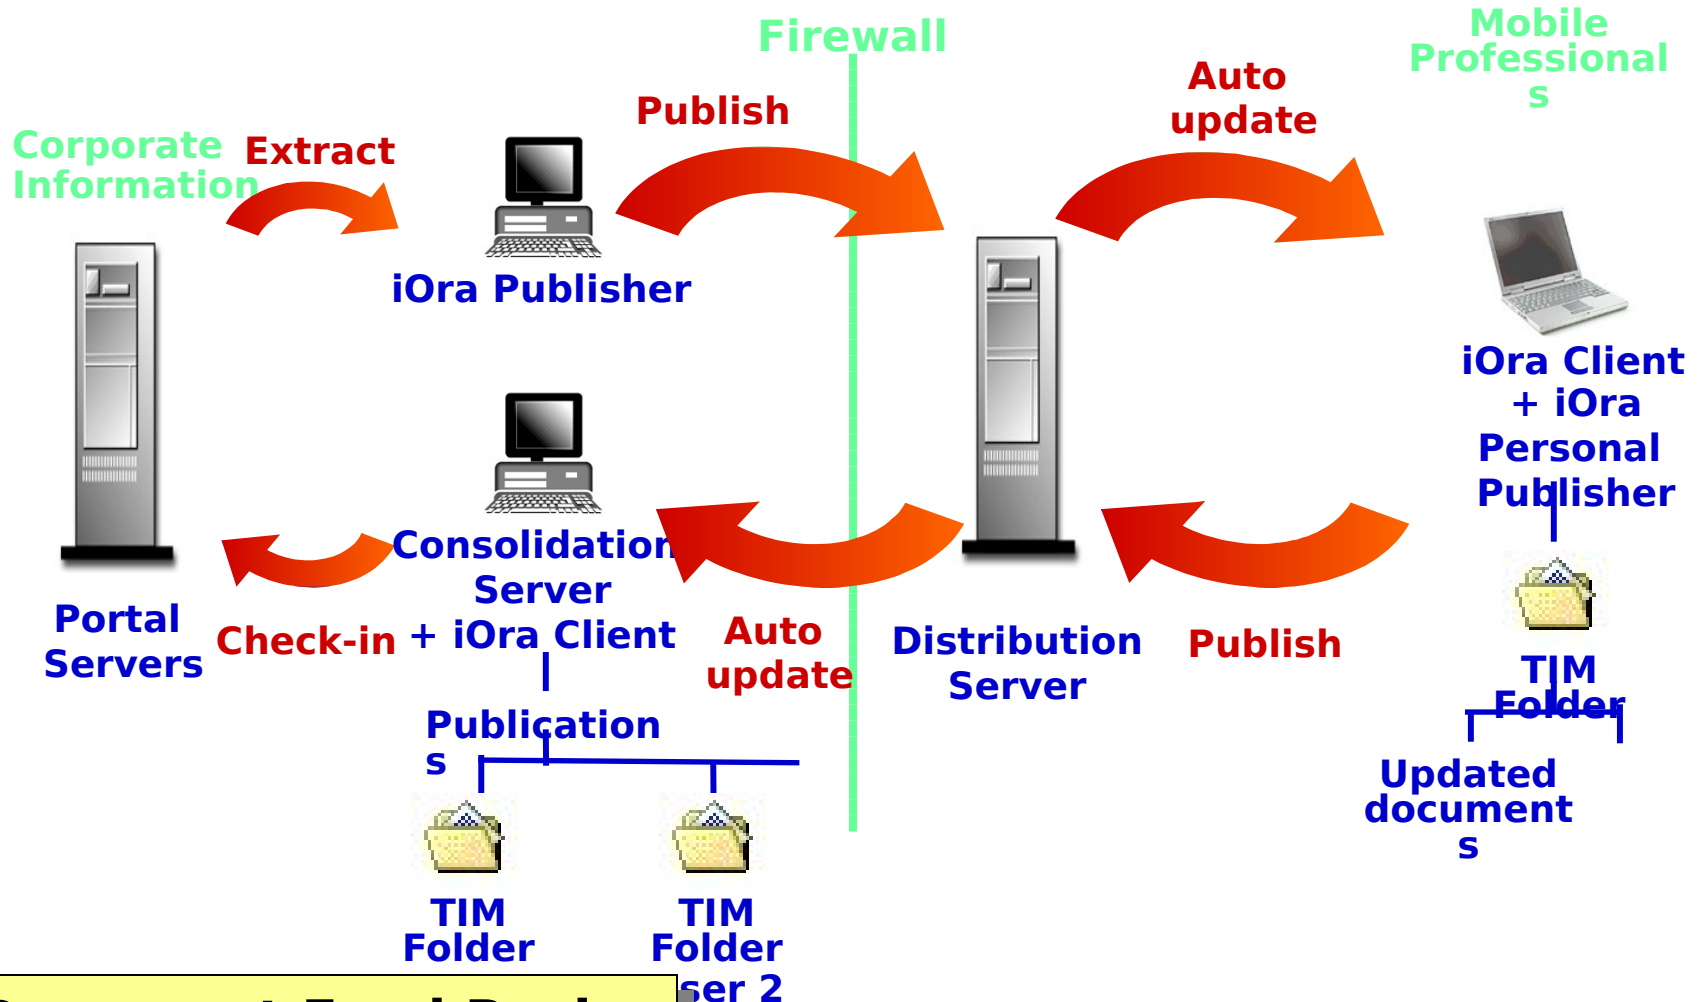 Firewall
Mobile
Professional
s
Auto
update
Publish
Corporate
Information
Extract
iOra Publisher
iOra Client
+ iOra
Personal
Publisher
Consolidation
Server
+ iOra Client
Portal
Servers
Check-in
Auto
update
Distribution
Server
Publish
TIM
Folder
Publication
s
Updated
document
s
TIM
Folder
TIM
Folder
ser 2